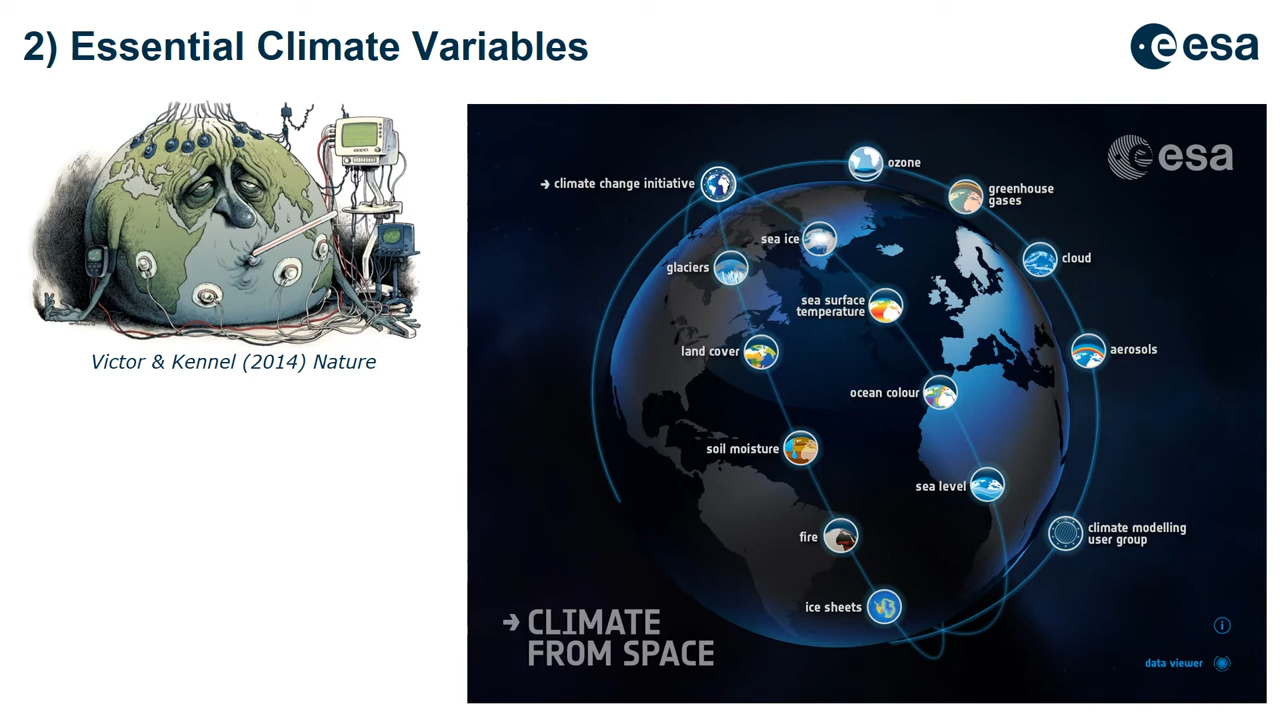 2) Essential Climate Variables
esa
Victor & Kennel (2014) Nature
esa
→ climate change initiative
ozone
greenhouse
gases
sea ice
glaciers
cloud
sea surface
temperature
land cover
aerosols
ocean colour
soil moisture
sea level
fire
climate modelling
user group
ice sheets
→ CLIMATE
FROM SPACE
i
data viewer